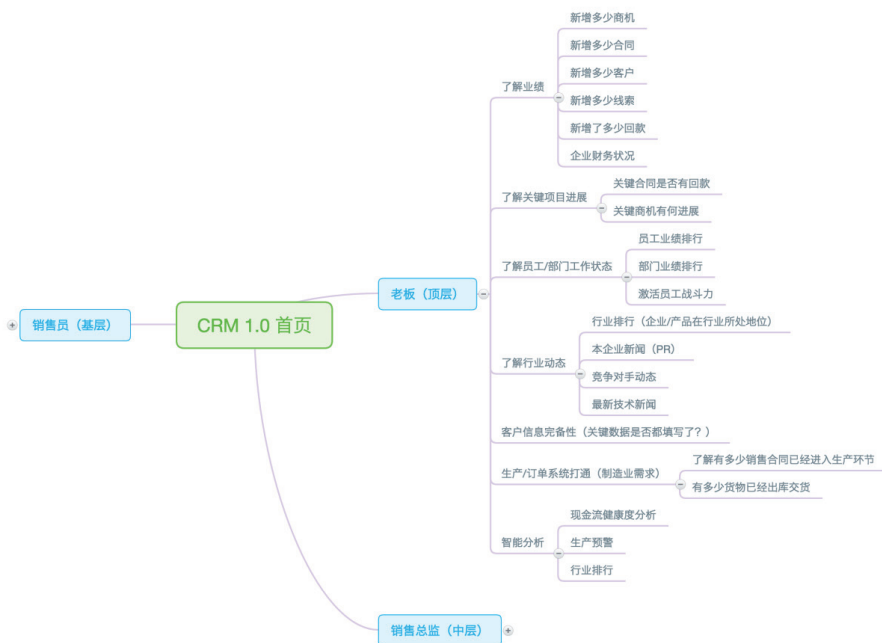 CRM 1.0 首页
销售员（基层）
老板（顶层）
了解业绩
新增多少商机
新增多少合同
新增多少客户
新增多少线索
新增了多少回款
企业财务状况
了解关键项目进展
关键合同是否有回款
关键商机有何进展
了解员工/部门工作状态
员工业绩排行
部门业绩排行
激活员工战斗力
了解行业动态
行业排行（企业/产品在行业所处地位）
本企业新闻（PR）
竞争对手动态
最新技术新闻
客户信息完备性（关键数据是否都填写了？）
生产/订单系统打通（制造业需求）
了解有多少销售合同已经进入生产环节
有多少货物已经出库交货
智能分析
现金流健康度分析
生产预警
行业排行
销售总监（中层）